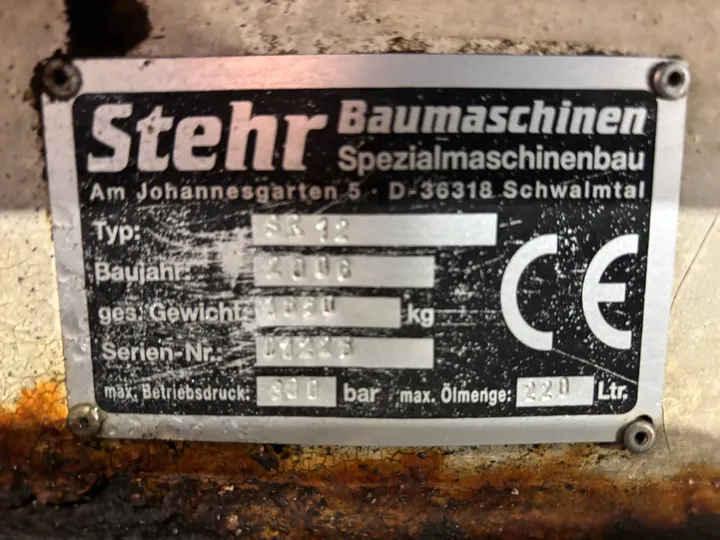 Stehr Baumaschinen
Spezialmaschinenbau
Am Johannesgarten 5 · D-36318 Schwalmtal
Typ:
Baujahr: 2006
ges. Gewicht: kg
Serien-Nr.:
max. Betriebsdruck: 300 bar max. Ölmenge: 220 Ltr.
CE